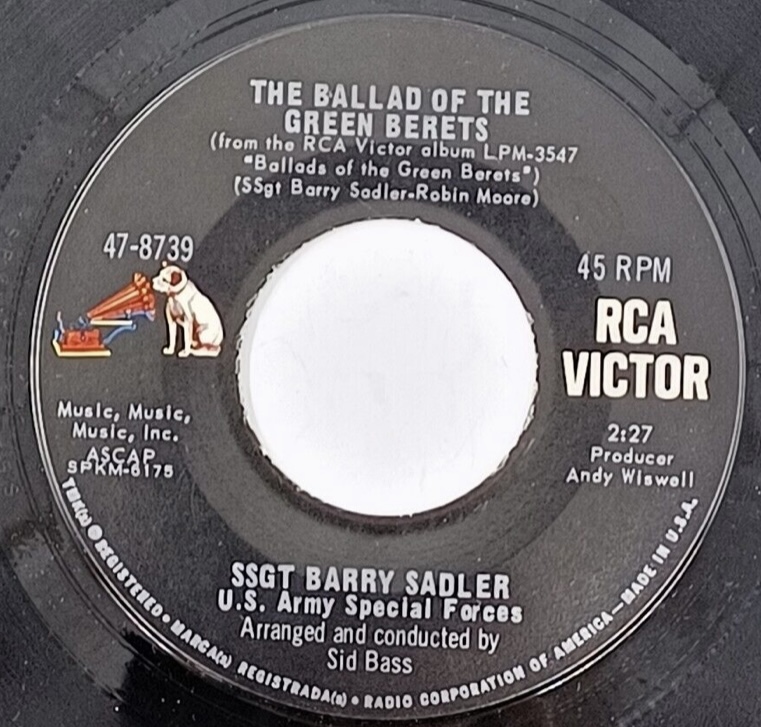 THE BALLAD OF THE
GREEN BERETS
(from the RCA Victor album LPM-3547
"Ballads of the Green Berets")
(SSgt Barry Sadler-Robin Moore)
47-8739
45 RPM
RCA
VICTOR
Music, Music,
Music, Inc.
ASCAP
SPKM-6175
2:27
Producer
Andy Wiswell
SSGT BARRY SADLER
U.S. Army Special Forces
Arranged and conducted by
Sid Bass
TMK(s) ® REGISTERED • MARCA(s) REGISTRADA(s) • RADIO CORPORATION OF AMERICA—MADE IN U.S.A.